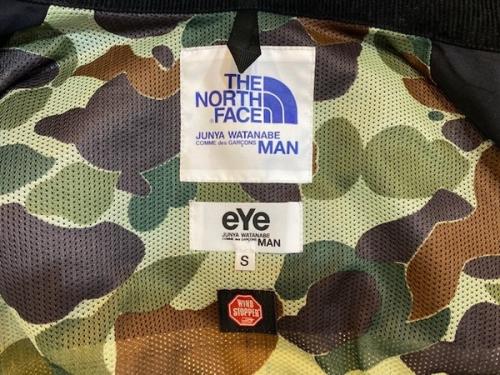 THE
NORTH
FACE
JUNYA WATANABE
COMME des GARÇONS MAN
eYe
JUNYA WATANABE
COMME des GARÇONS MAN
S
WIND
STOPPER